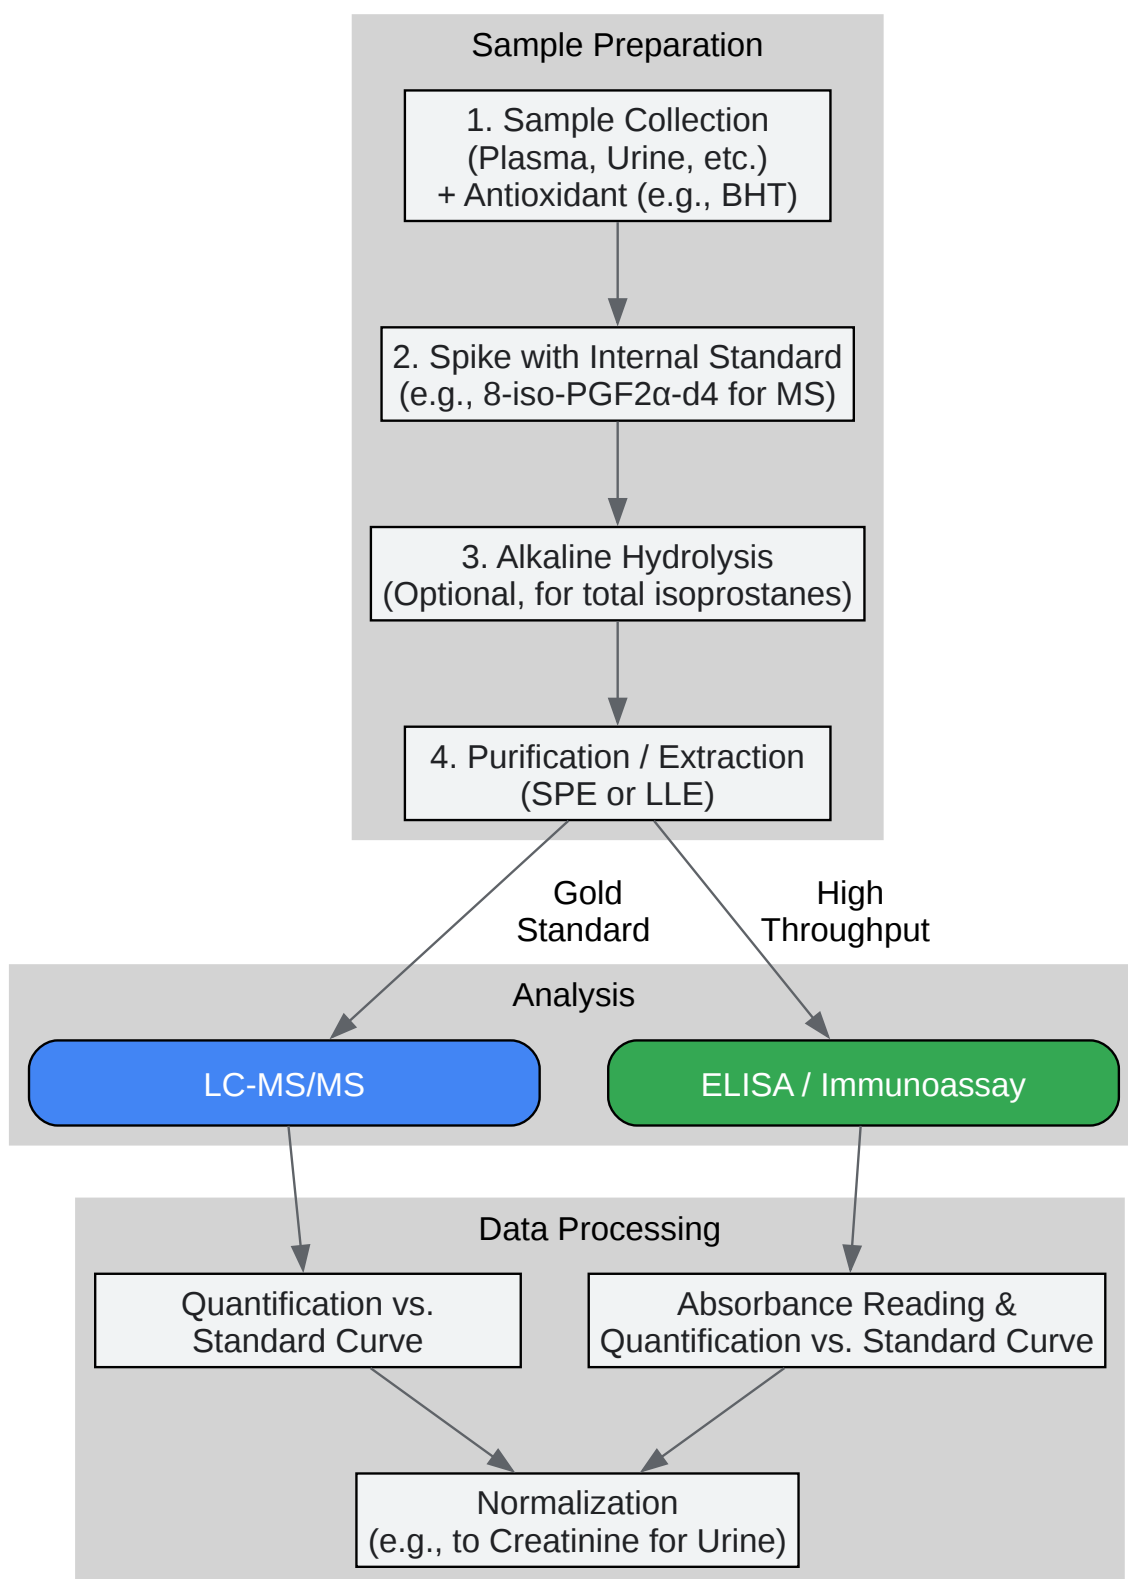 Sample Preparation
1. Sample Collection
(Plasma, Urine, etc.)
+ Antioxidant (e.g., BHT)
2. Spike with Internal Standard
(e.g., 8-iso-PGF2α-d4 for MS)
3. Alkaline Hydrolysis
(Optional, for total isoprostanes)
4. Purification / Extraction
(SPE or LLE)
Gold
Standard
High
Throughput
Analysis
LC-MS/MS
ELISA / Immunoassay
Data Processing
Quantification vs.
Standard Curve
Absorbance Reading &
Quantification vs. Standard Curve
Normalization
(e.g., to Creatinine for Urine)